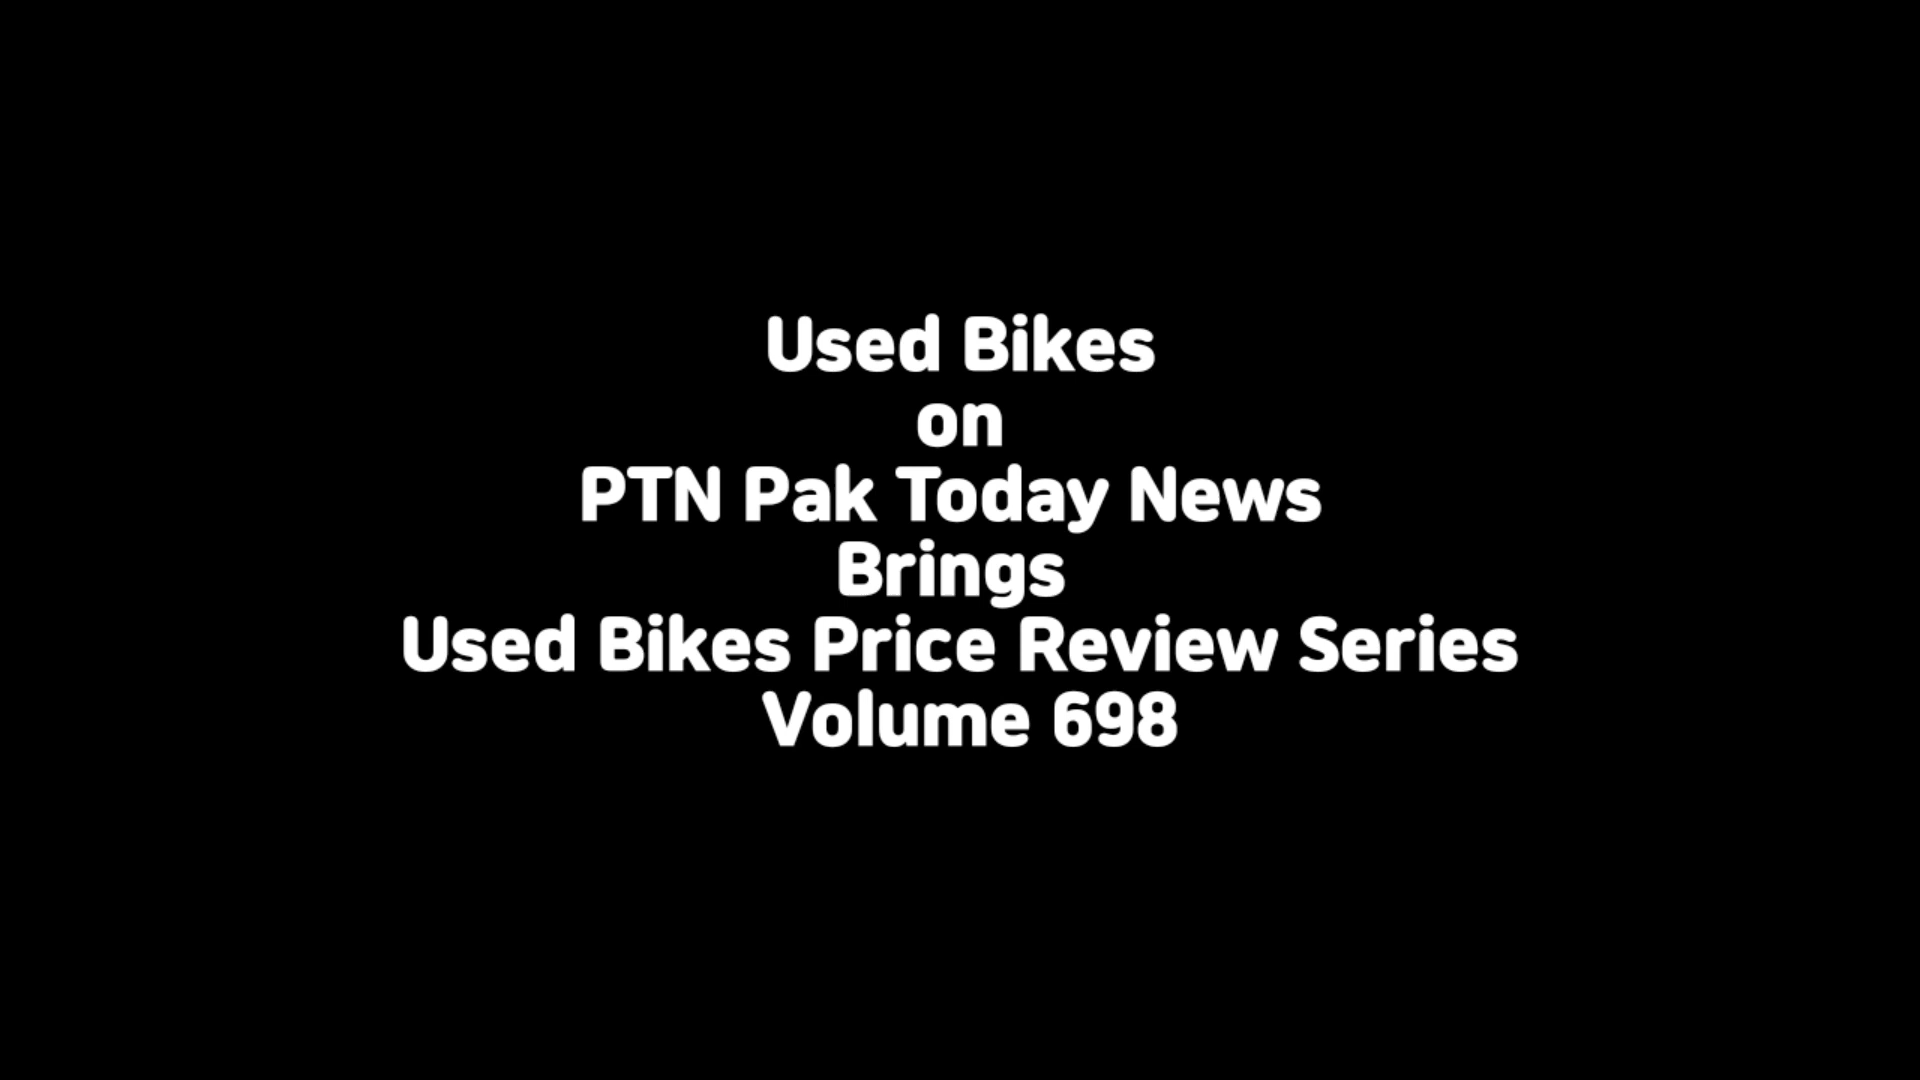 Used Bikes
on
PTN Pak Today News
Brings
Used Bikes Price Review Series
Volume 698